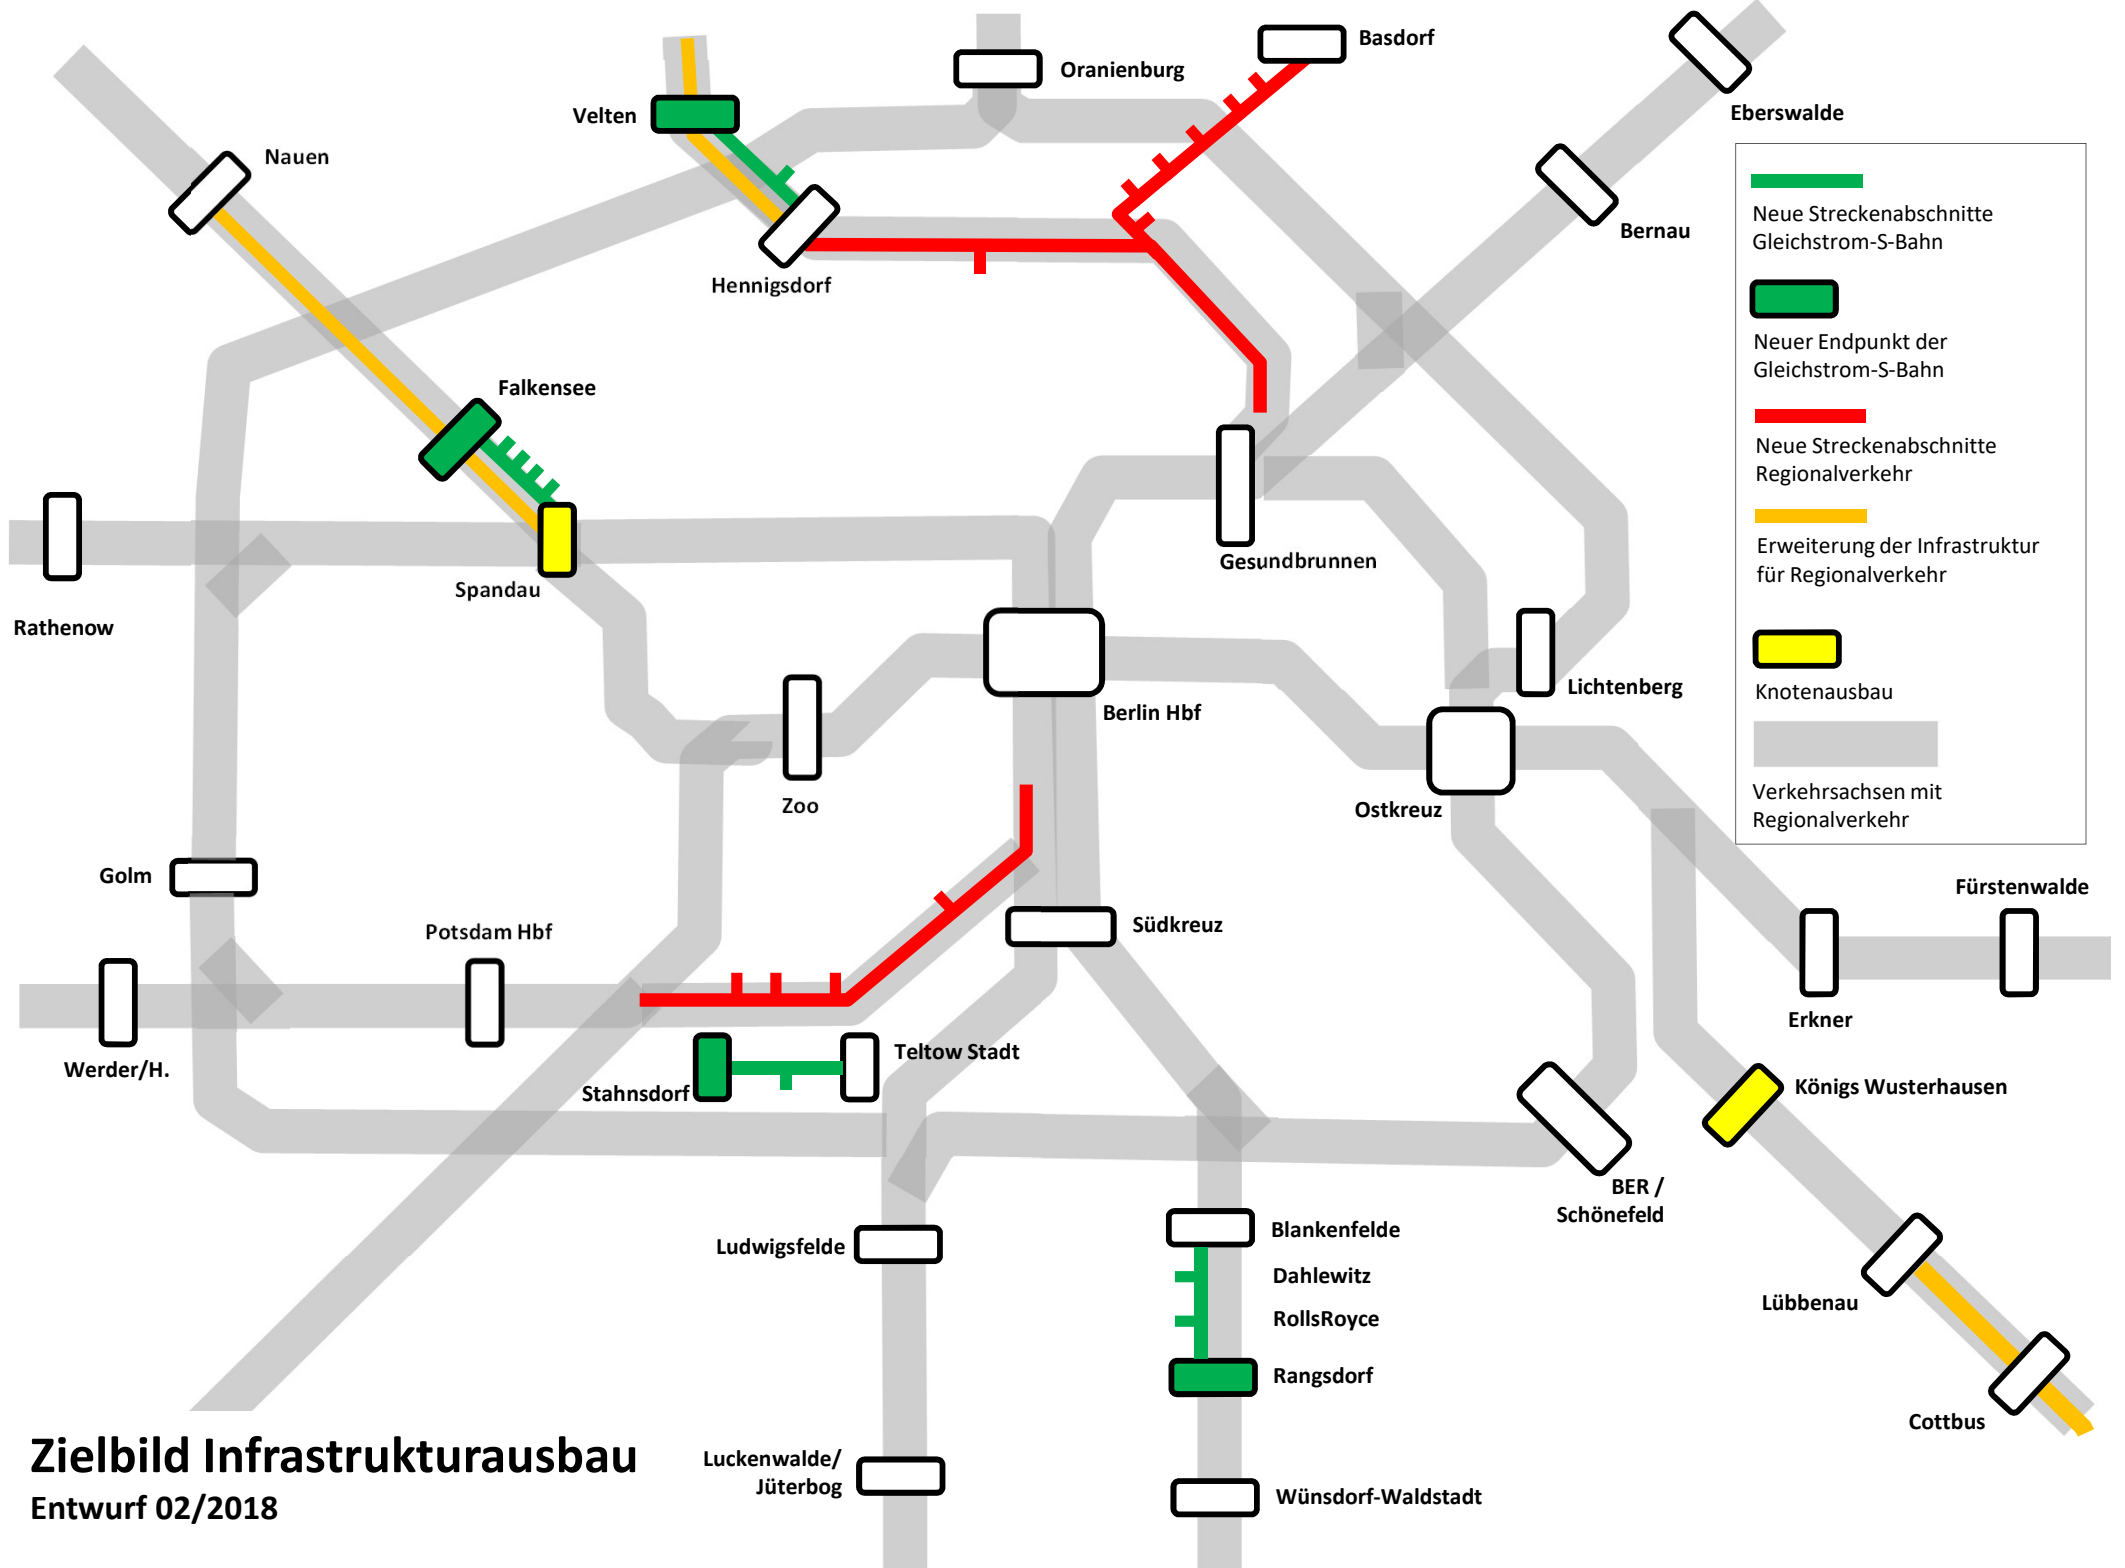 Basdorf
Oranienburg
Eberswalde
Velten
Nauen
Bernau
Hennigsdorf
Falkensee
Spandau
Rathenow
Gesundbrunnen
Lichtenberg
Berlin Hbf
Zoo
Ostkreuz
Golm
Potsdam Hbf
Südkreuz
Fürstenwalde
Erkner
Werder/H.
Teltow Stadt
Stahnsdorf
Königs Wusterhausen
BER /
Schönefeld
Ludwigsfelde
Blankenfelde
Dahlewitz
RollsRoyce
Rangsdorf
Lübbenau
Cottbus
Luckenwalde/
Jüterbog
Wünsdorf-Waldstadt
Neue Streckenabschnitte
Gleichstrom-S-Bahn
Neuer Endpunkt der
Gleichstrom-S-Bahn
Neue Streckenabschnitte
Regionalverkehr
Erweiterung der Infrastruktur
für Regionalverkehr
Knotenausbau
Verkehrsachsen mit
Regionalverkehr
Zielbild Infrastrukturausbau
Entwurf 02/2018